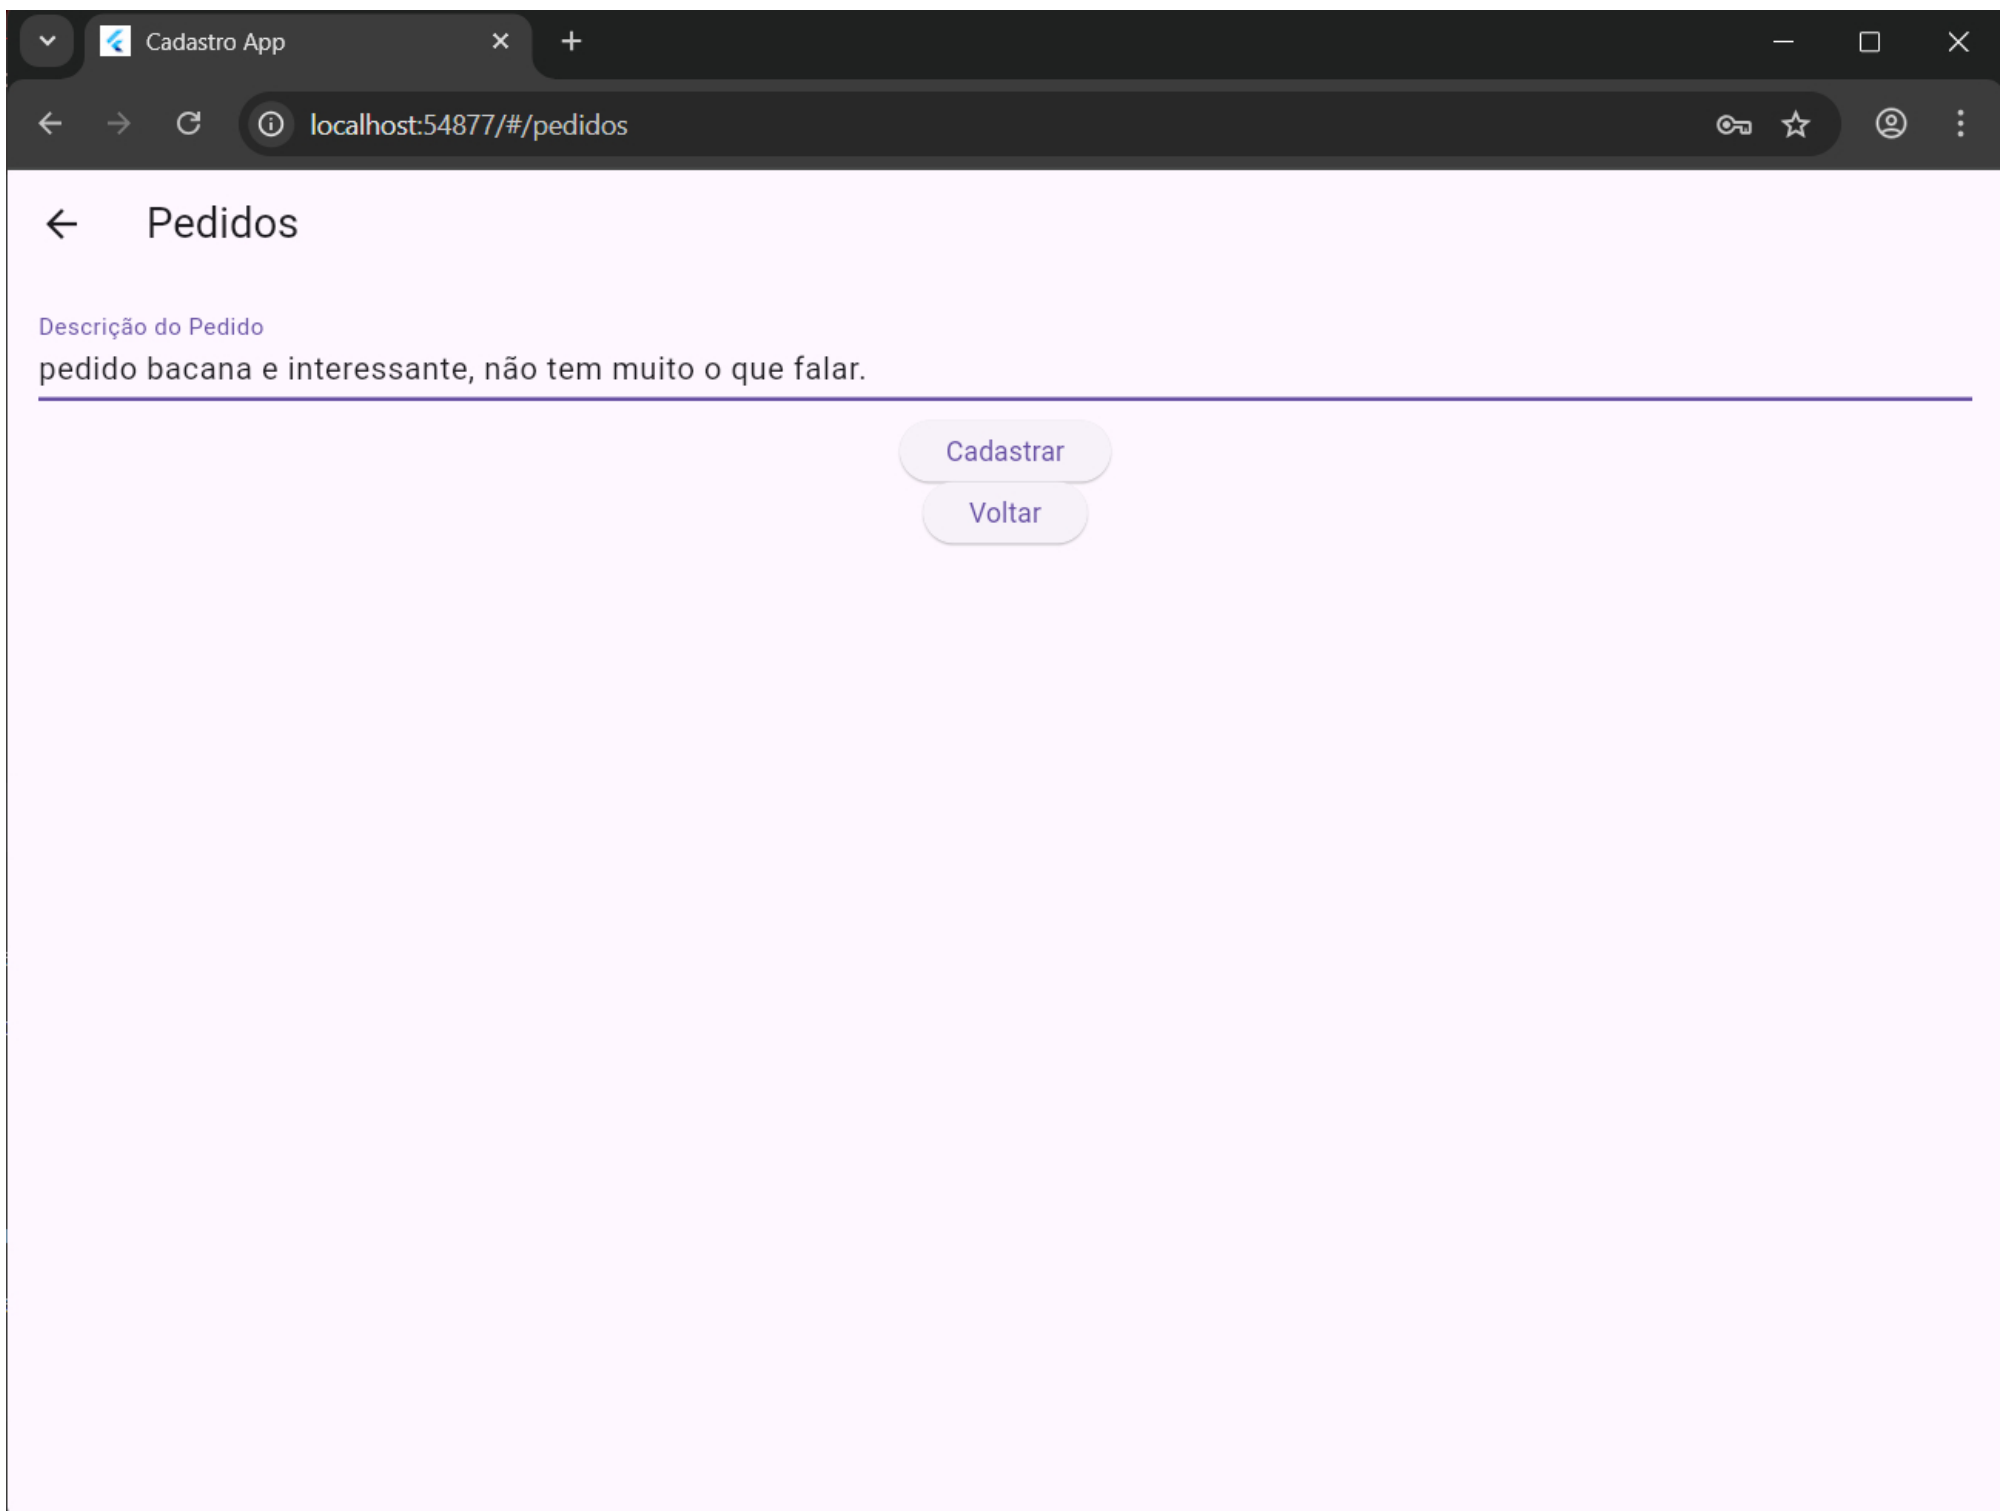 Cadastro App
localhost:54877/#/pedidos
Pedidos
Descrição do Pedido
pedido bacana e interessante, não tem muito o que falar.
Cadastrar
Voltar